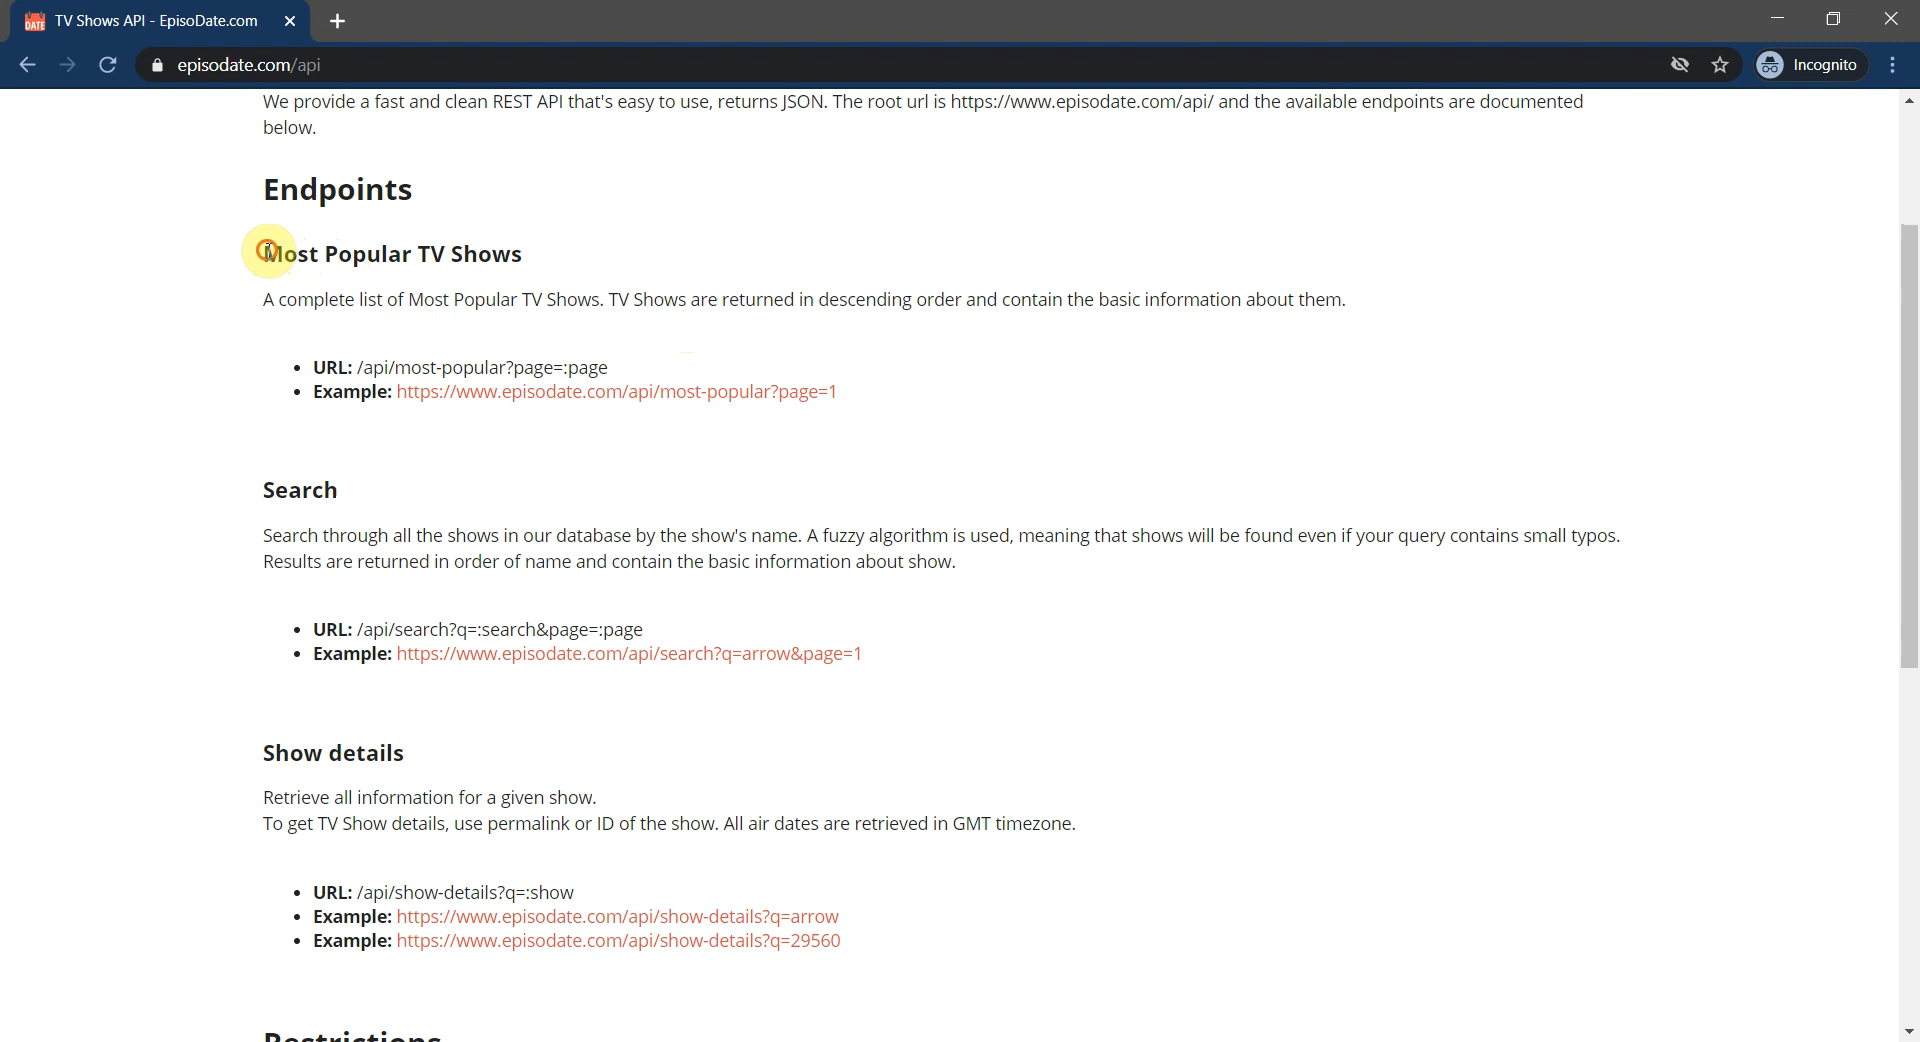 TV Shows API - EpisoDate.com
episodate.com/api
Incognito
We provide a fast and clean REST API that's easy to use, returns JSON. The root url is https://www.episodate.com/api/ and the available endpoints are documented
below.
Endpoints
Most Popular TV Shows
A complete list of Most Popular TV Shows. TV Shows are returned in descending order and contain the basic information about them.
• URL: /api/most-popular?page=:page
• Example: https://www.episodate.com/api/most-popular?page=1
Search
Search through all the shows in our database by the show's name. A fuzzy algorithm is used, meaning that shows will be found even if your query contains small typos.
Results are returned in order of name and contain the basic information about show.
• URL: /api/search?q=:search&page=:page
• Example: https://www.episodate.com/api/search?q=arrow&page=1
Show details
Retrieve all information for a given show.
To get TV Show details, use permalink or ID of the show. All air dates are retrieved in GMT timezone.
• URL: /api/show-details?q=:show
• Example: https://www.episodate.com/api/show-details?q=arrow
• Example: https://www.episodate.com/api/show-details?q=29560
Restrictions